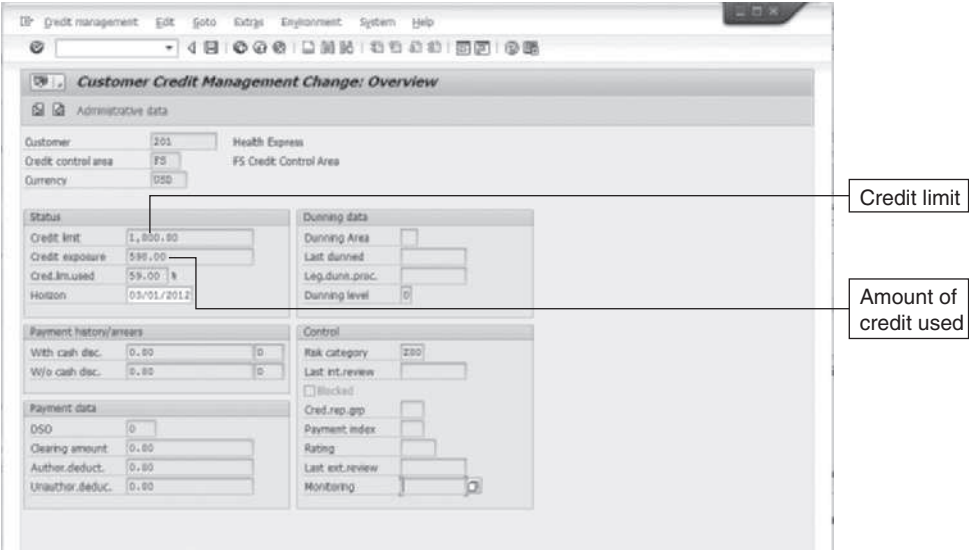 Credit management Edit Goto Extras Environment System Help
Customer Credit Management Change: Overview
Administrative data
Customer 201 Health Express
Credit control area FS FS Credit Control Area
Currency USD
Status
Credit limit
Credit exposure 590.00
Cred.lim.used 59.00 %
Horizon 03/01/2012
Dunning data
Dunning Area
Last dunned
Leg.dunn.proc.
Dunning level 0
Payment history/arrears
With cash disc. 0.00 0
W/o cash disc. 0.00 0
Payment data
DSO 0
Clearing amount 0.00
Author.deduct. 0.00
Unauthor.deduc. 0.00
Control
Risk category
Last int.review
Blocked
Cred.rep.grp
Payment index
Rating
Last ext.review
Monitoring
Credit limit
Amount of
credit used